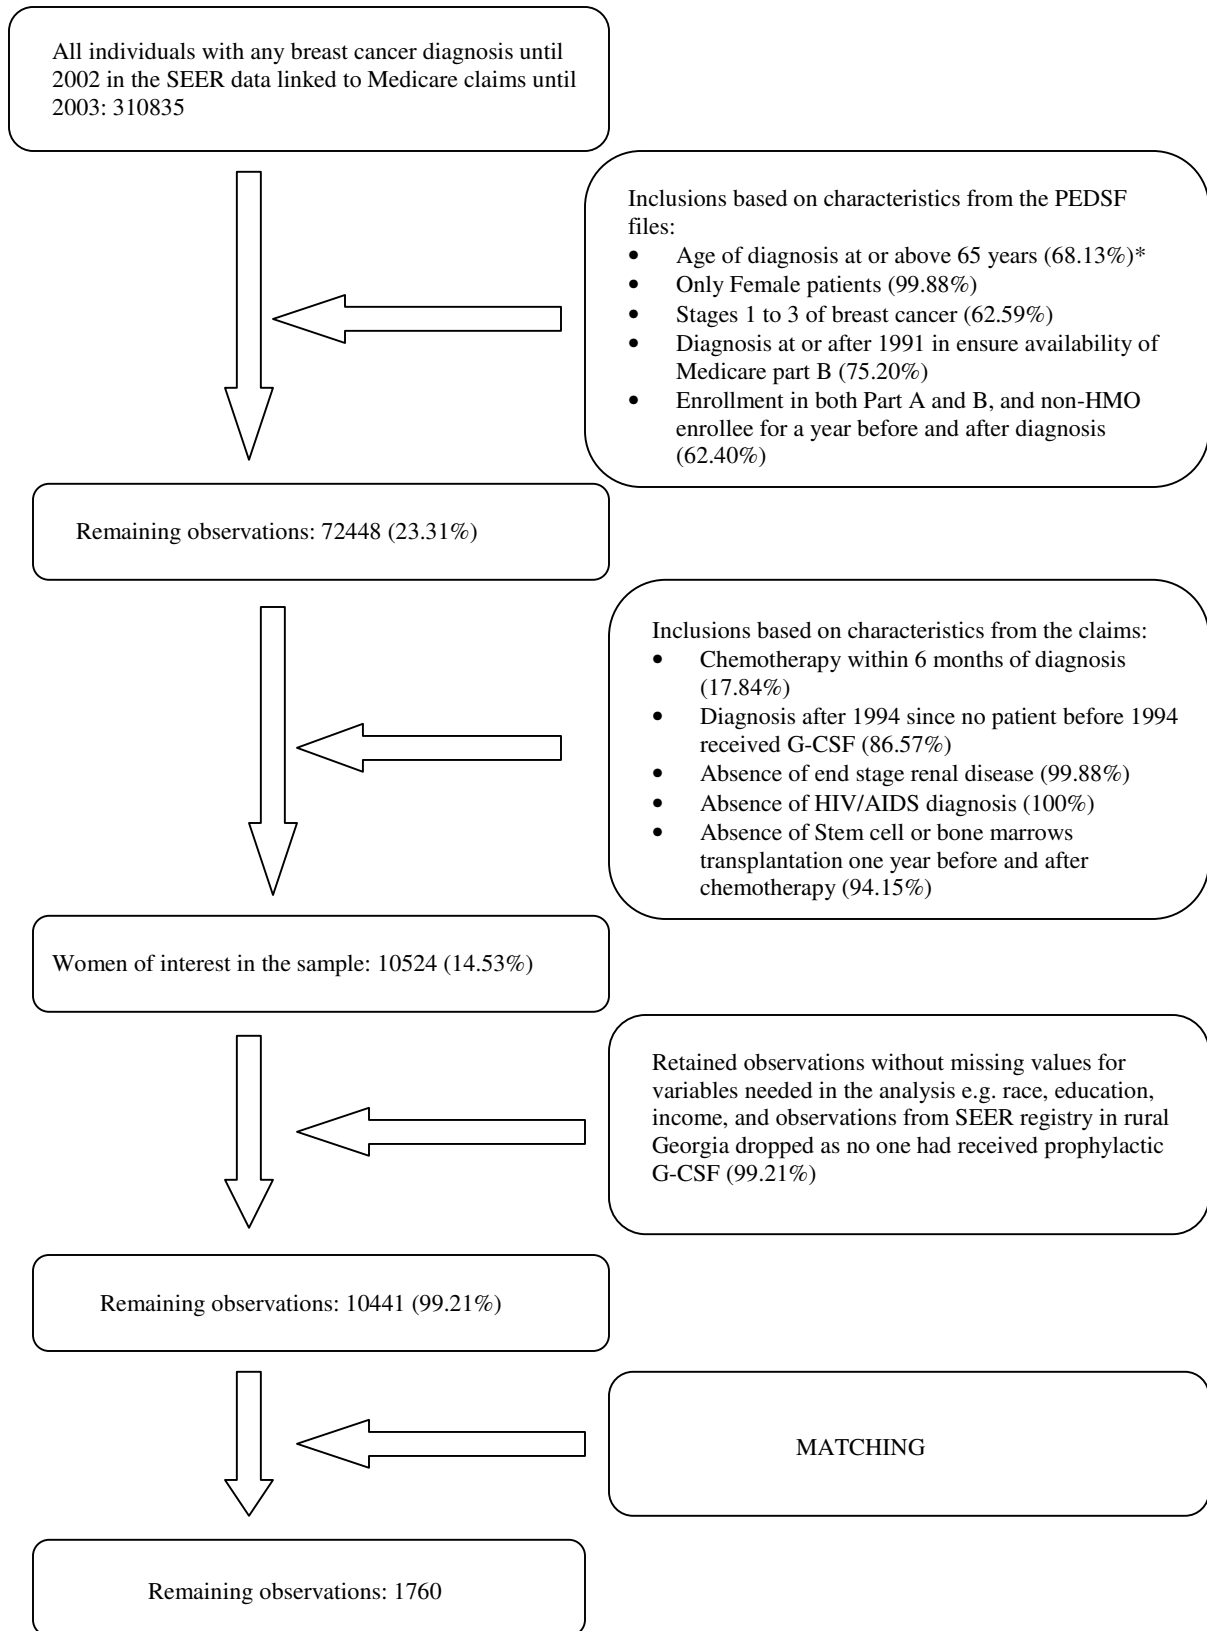 All individuals with any breast cancer diagnosis until
2002 in the SEER data linked to Medicare claims until
2003: 310835
Inclusions based on characteristics from the PEDSF
files:
• Age of diagnosis at or above 65 years (68.13%)*
• Only Female patients (99.88%)
• Stages 1 to 3 of breast cancer (62.59%)
• Diagnosis at or after 1991 in ensure availability of
Medicare part B (75.20%)
• Enrollment in both Part A and B, and non-HMO
enrollee for a year before and after diagnosis
(62.40%)
Remaining observations: 72448 (23.31%)
Inclusions based on characteristics from the claims:
• Chemotherapy within 6 months of diagnosis
(17.84%)
• Diagnosis after 1994 since no patient before 1994
received G-CSF (86.57%)
• Absence of end stage renal disease (99.88%)
• Absence of HIV/AIDS diagnosis (100%)
• Absence of Stem cell or bone marrows
transplantation one year before and after
chemotherapy (94.15%)
Women of interest in the sample: 10524 (14.53%)
Retained observations without missing values for
variables needed in the analysis e.g. race, education,
income, and observations from SEER registry in rural
Georgia dropped as no one had received prophylactic
G-CSF (99.21%)
Remaining observations: 10441 (99.21%)
MATCHING
Remaining observations: 1760